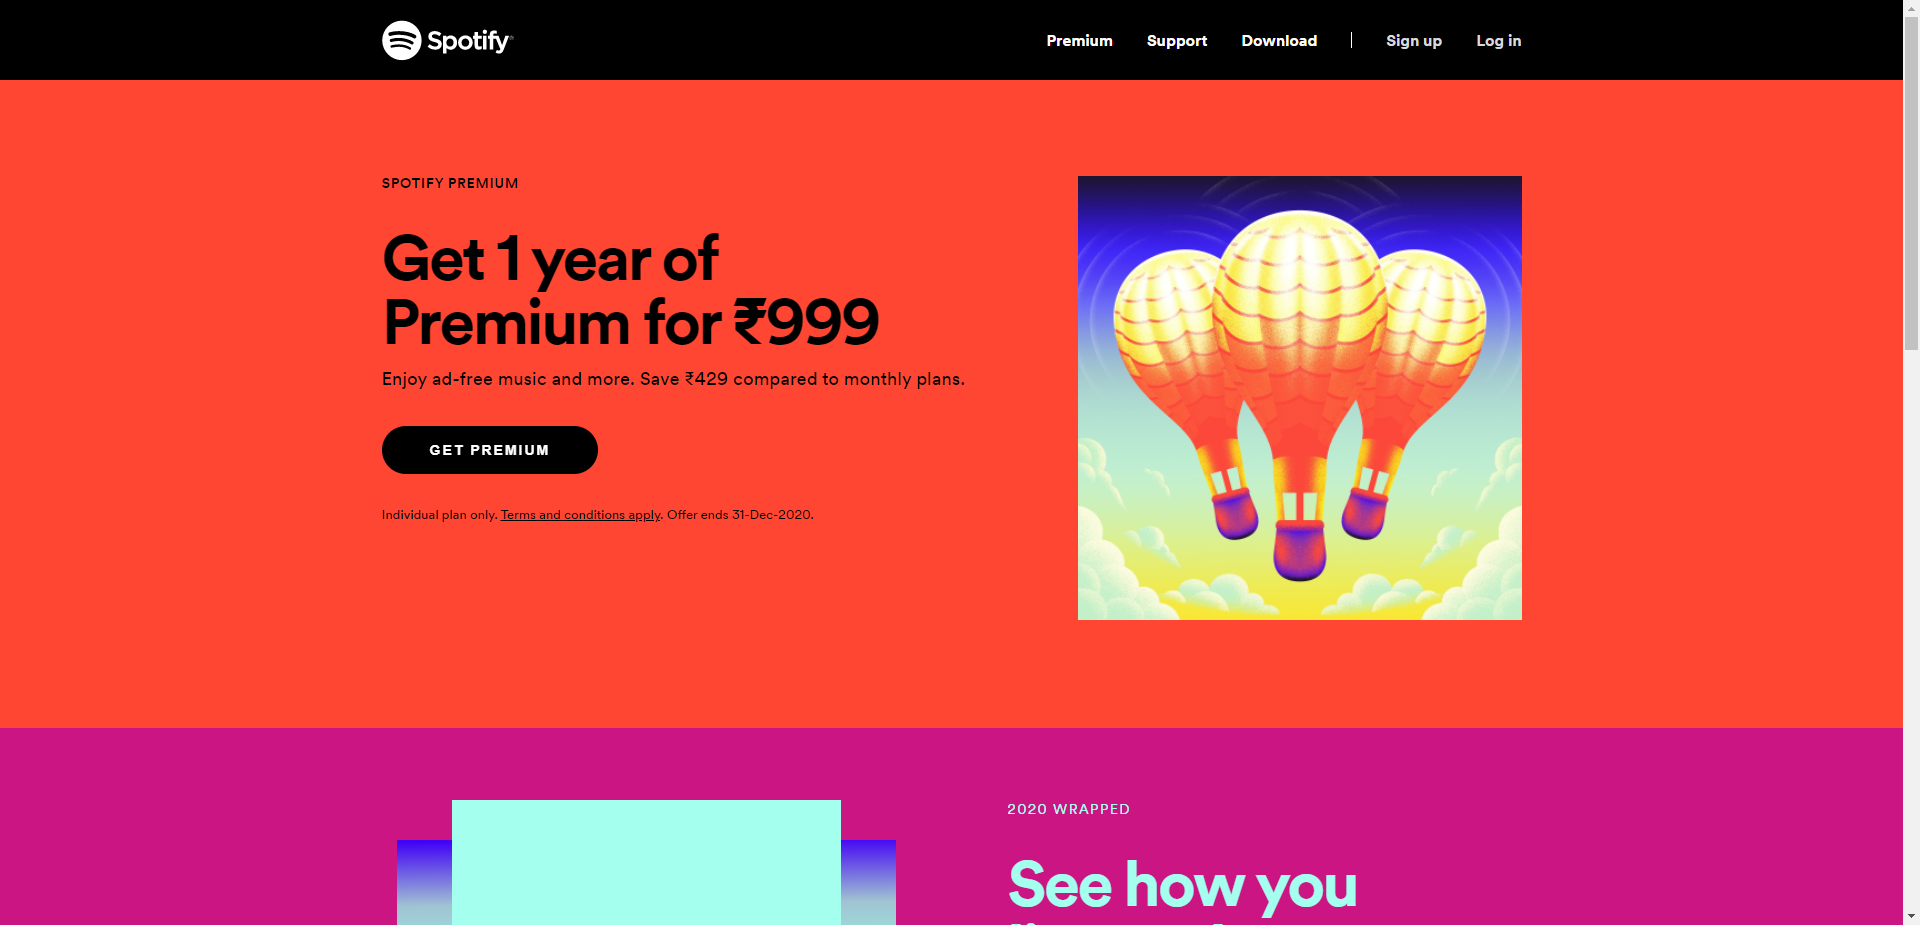 Spotify®
Premium
Support
Download
Sign up
Log in
SPOTIFY PREMIUM
Get 1 year of
Premium for ₹999
Enjoy ad-free music and more. Save ₹429 compared to monthly plans.
GET PREMIUM
Individual plan only. Terms and conditions apply. Offer ends 31-Dec-2020.
2020 WRAPPED
See how you